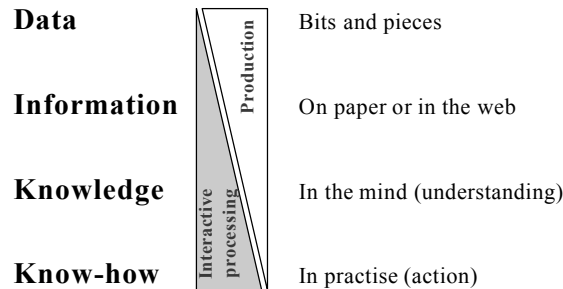 Data
Bits and pieces
Production
Information
On paper or in the web
Knowledge
In the mind (understanding)
Interactive
processing
Know-how
In practise (action)